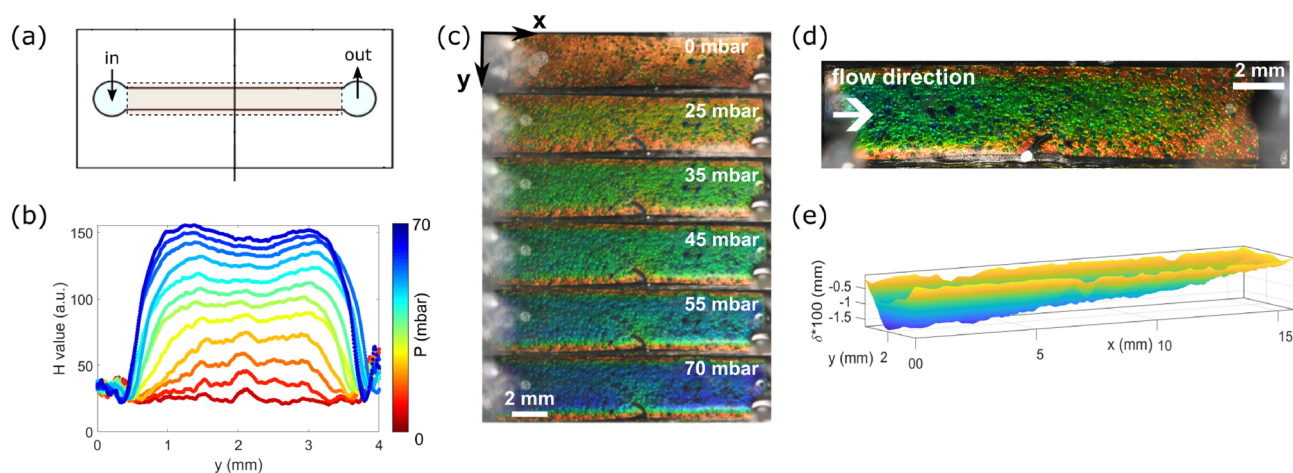 (a)
in
out
(b)
H value (a.u.)
150
100
50
0
0
1
2
3
4
y (mm)
70
P (mbar)
0
(c)
x
y
0 mbar
25 mbar
35 mbar
45 mbar
55 mbar
70 mbar
2 mm
(d)
flow direction
2 mm
(e)
δ*100 (mm)
-0.5
-1
-1.5
y (mm)
2
00
5
x (mm)
10
15